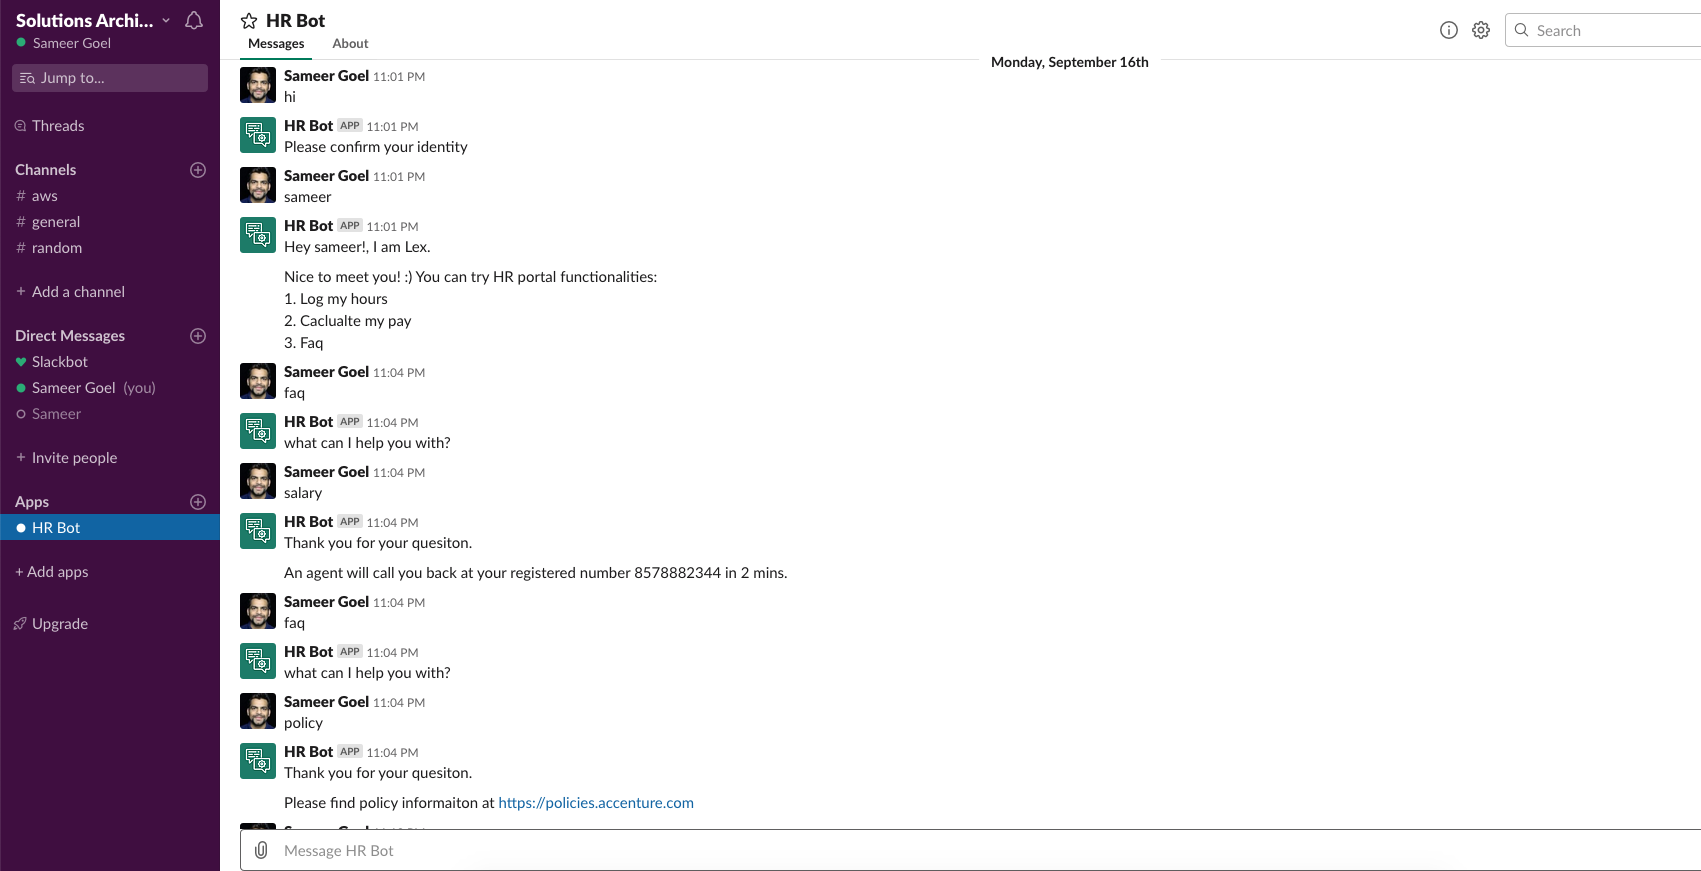 Solutions Archi...
Sameer Goel
Jump to...
Threads
Channels
# aws
# general
# random
+ Add a channel
Direct Messages
Slackbot
Sameer Goel (you)
Sameer
+ Invite people
Apps
HR Bot
+ Add apps
Upgrade
HR Bot
Messages About
Search
Monday, September 16th
Sameer Goel 11:01 PM
hi
HR Bot APP 11:01 PM
Please confirm your identity
Sameer Goel 11:01 PM
sameer
HR Bot APP 11:01 PM
Hey sameer!, I am Lex.
Nice to meet you! :) You can try HR portal functionalities:
1. Log my hours
2. Caclualte my pay
3. Faq
Sameer Goel 11:04 PM
faq
HR Bot APP 11:04 PM
what can I help you with?
Sameer Goel 11:04 PM
salary
HR Bot APP 11:04 PM
Thank you for your quesiton.
An agent will call you back at your registered number 8578882344 in 2 mins.
Sameer Goel 11:04 PM
faq
HR Bot APP 11:04 PM
what can I help you with?
Sameer Goel 11:04 PM
policy
HR Bot APP 11:04 PM
Thank you for your quesiton.
Please find policy informaiton at https://policies.accenture.com
Sameer Goel
Message HR Bot